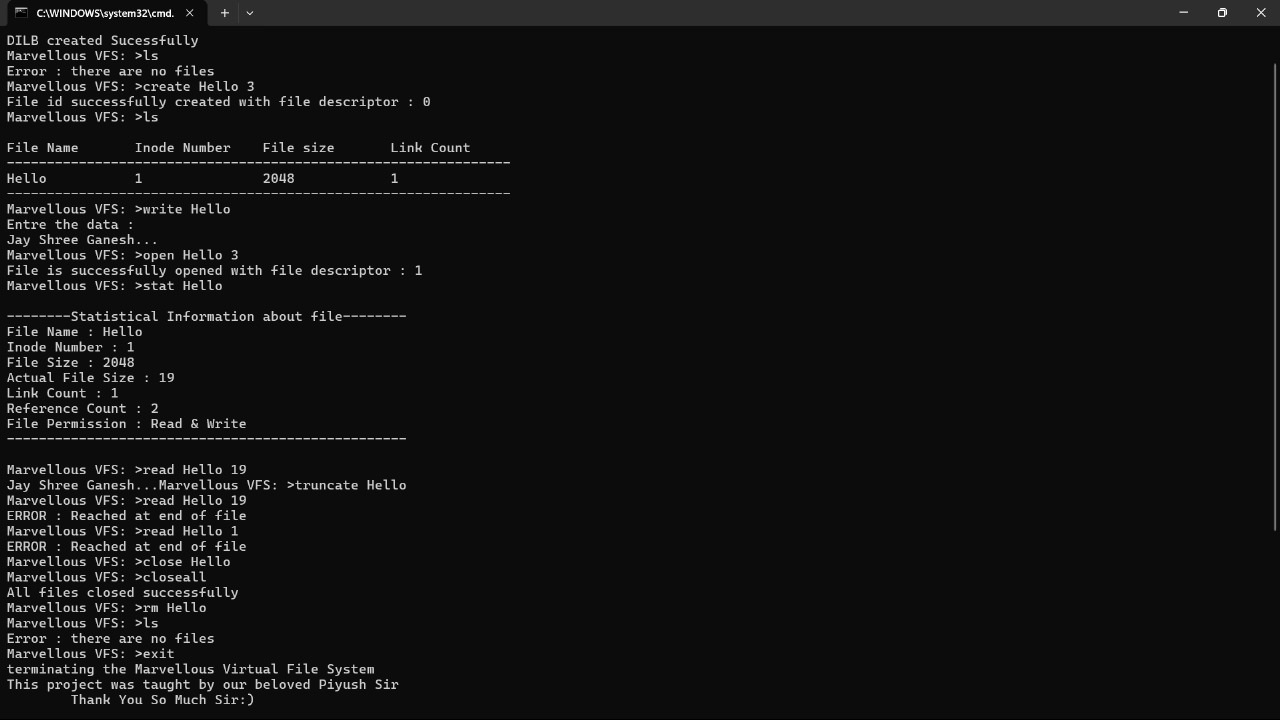 C:\WINDOWS\system32\cmd.
DILB created Sucessfully
Marvellous VFS: >ls
Error : there are no files
Marvellous VFS: >create Hello 3
File id successfully created with file descriptor : 0
Marvellous VFS: >ls
File Name       Inode Number    File size       Link Count
---------------------------------------------------------------
Hello           1               2048            1
---------------------------------------------------------------
Marvellous VFS: >write Hello
Entre the data :
Jay Shree Ganesh...
Marvellous VFS: >open Hello 3
File is successfully opened with file descriptor : 1
Marvellous VFS: >stat Hello
--------Statistical Information about file--------
File Name : Hello
Inode Number : 1
File Size : 2048
Actual File Size : 19
Link Count : 1
Reference Count : 2
File Permission : Read & Write
--------------------------------------------------
Marvellous VFS: >read Hello 19
Jay Shree Ganesh...Marvellous VFS: >truncate Hello
Marvellous VFS: >read Hello 19
ERROR : Reached at end of file
Marvellous VFS: >read Hello 1
ERROR : Reached at end of file
Marvellous VFS: >close Hello
Marvellous VFS: >closeall
All files closed successfully
Marvellous VFS: >rm Hello
Marvellous VFS: >ls
Error : there are no files
Marvellous VFS: >exit
terminating the Marvellous Virtual File System
This project was taught by our beloved Piyush Sir
        Thank You So Much Sir:)